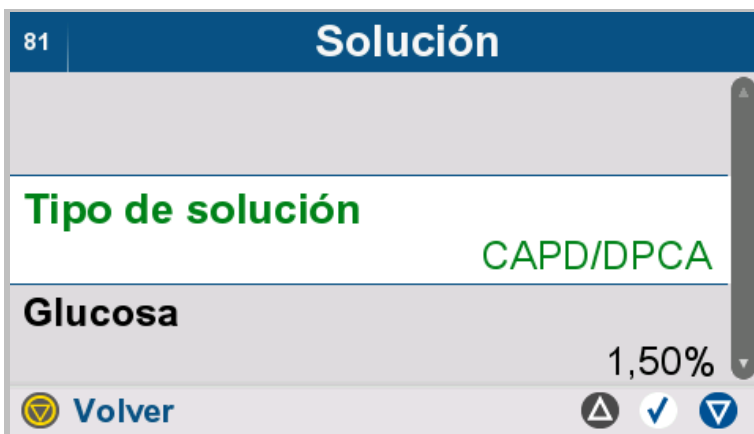 81
Solución
Tipo de solución
CAPD/DPCA
Glucosa
1,50%
Volver